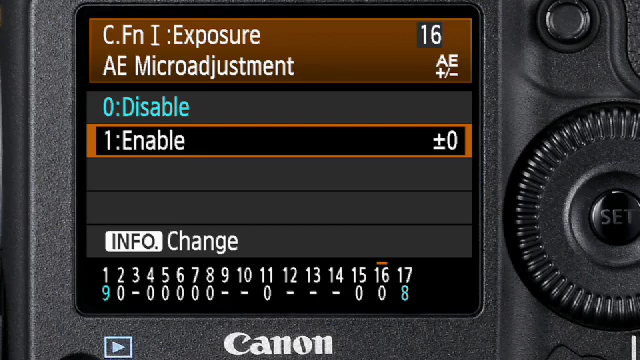 C.Fn I :Exposure 16
AE Microadjustment AE +/−
0:Disable
1:Enable ±0
INFO. Change
1 2 3 4 5 6 7 8 9 10 11 12 13 14 15 16 17
9 0 - 0 0 0 0 0 - - 0 - - - 0 0 8
Canon
SET